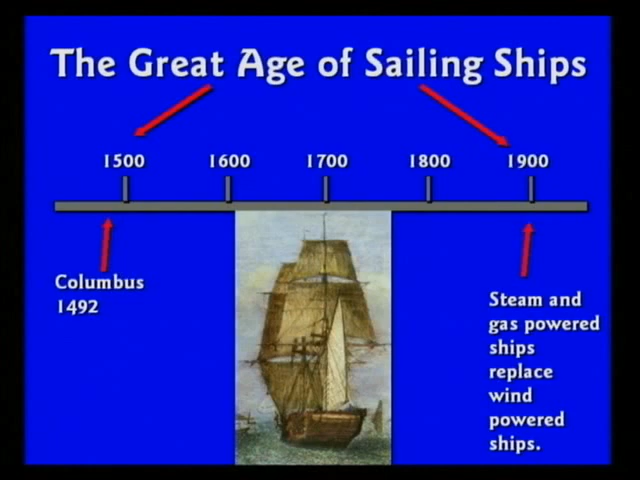 The Great Age of Sailing Ships
1500 1600 1700 1800 1900
Columbus
1492
Steam and
gas powered
ships
replace
wind
powered
ships.